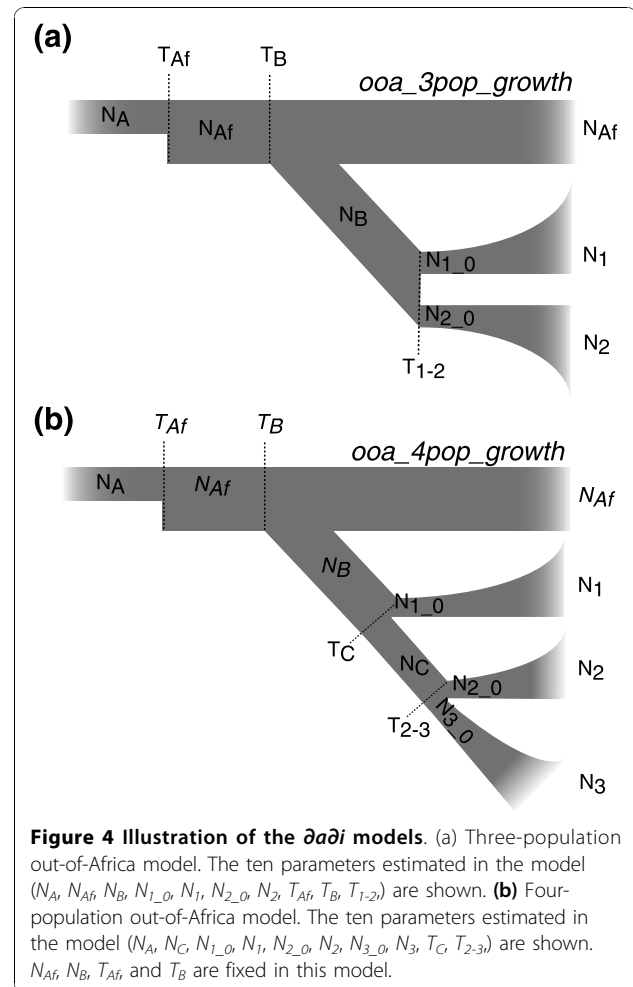 (a)
T_Af T_B
ooa_3pop_growth
N_A N_Af N_Af
N_B
N_1_0 N_1
N_2_0 N_2
T_1-2
(b)
T_Af T_B
ooa_4pop_growth
N_A N_Af N_Af
N_B
N_1_0 N_1
T_C
N_C N_2
N_2_0
T_2-3 N_3_0
N_3
Figure 4 Illustration of the ∂a∂i models. (a) Three-population
out-of-Africa model. The ten parameters estimated in the model
(N_A, N_Af, N_B, N_1_0, N_1, N_2_0, N_2, T_Af, T_B, T_1-2,) are shown. (b) Four-
population out-of-Africa model. The ten parameters estimated in
the model (N_A, N_C, N_1_0, N_1, N_2_0, N_2, N_3_0, N_3, T_C, T_2-3,) are shown.
N_Af, N_B, T_Af, and T_B are fixed in this model.